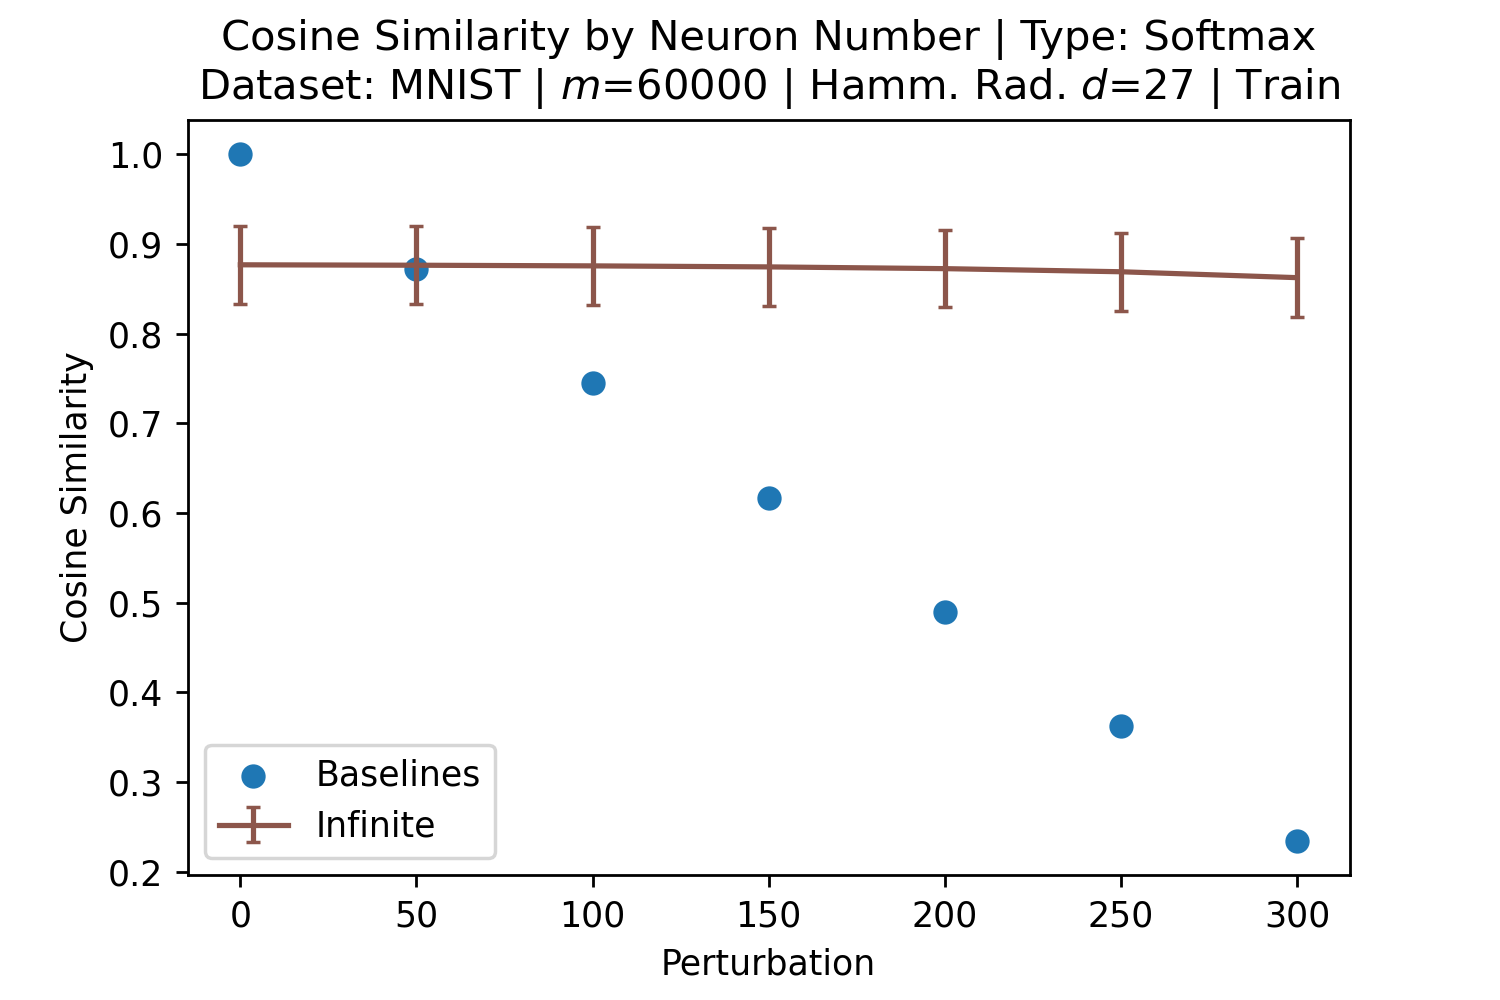 Cosine Similarity by Neuron Number | Type: Softmax
Dataset: MNIST | m=60000 | Hamm. Rad. d=27 | Train
Cosine Similarity
1.0
0.9
0.8
0.7
0.6
0.5
0.4
0.3
0.2
Baselines
Infinite
0 50 100 150 200 250 300
Perturbation